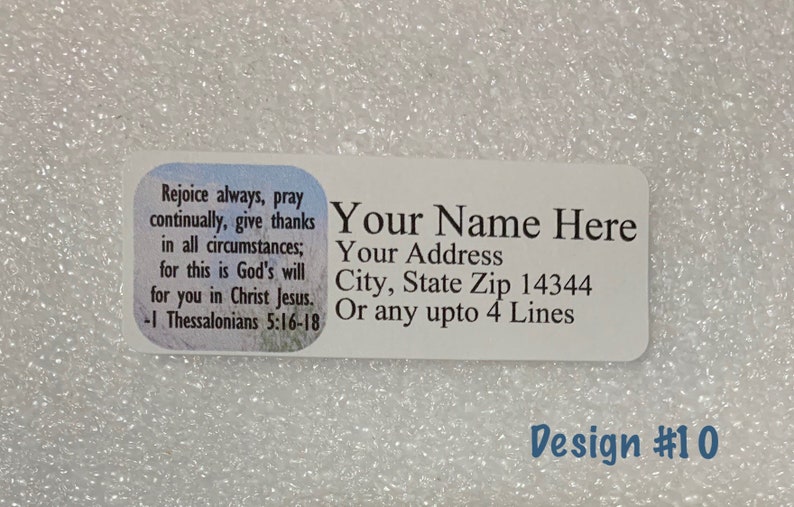 Rejoice always, pray
continually, give thanks
in all circumstances;
for this is God's will
for you in Christ Jesus.
-1 Thessalonians 5:16-18
Your Name Here
Your Address
City, State Zip 14344
Or any upto 4 Lines
Design #10